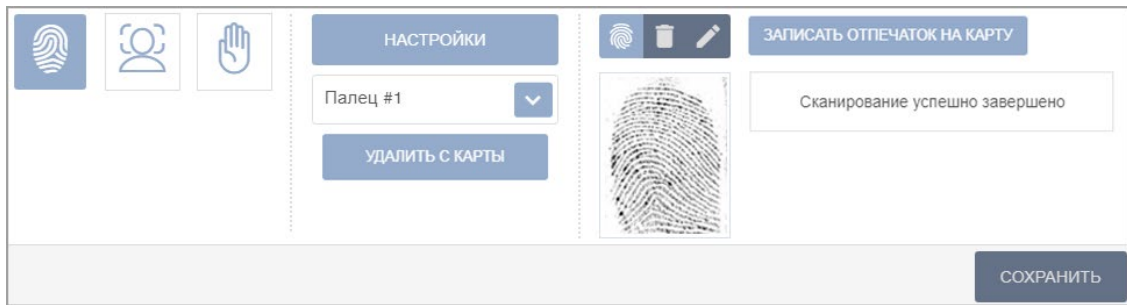 НАСТРОЙКИ
Палец #1
УДАЛИТЬ С КАРТЫ
ЗАПИСАТЬ ОТПЕЧАТОК НА КАРТУ
Сканирование успешно завершено
СОХРАНИТЬ